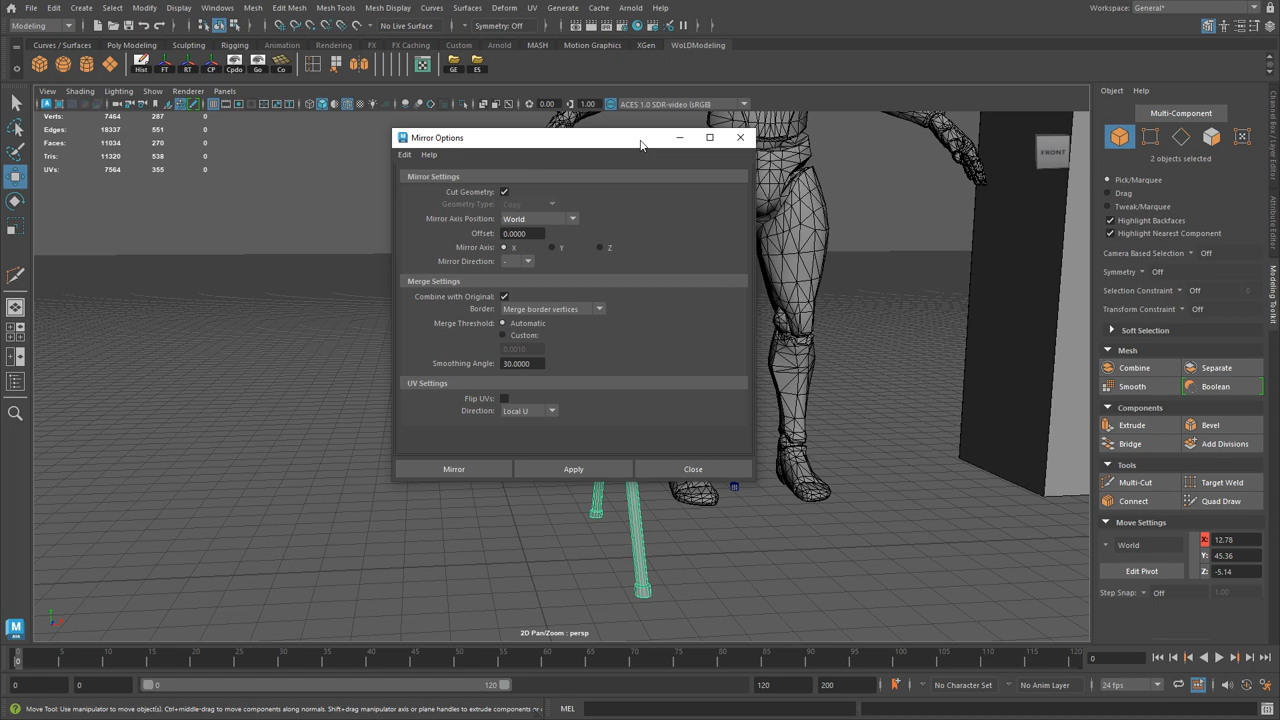 File Edit Create Select Modify Display Windows Mesh Edit Mesh Mesh Tools Mesh Display Curves Surfaces Deform UV Generate Cache Arnold Help Workspace: General*
Modeling No Live Surface Symmetry: Off
Curves / Surfaces Poly Modeling Sculpting Rigging Animation Rendering FX FX Caching Custom Arnold MASH Motion Graphics XGen WoLDModeling
Hist FT RT CP Cpdo Go Co GE ES
View Shading Lighting Show Renderer Panels Object Help
0.00 1.00 ACES 1.0 SDR-video (sRGB)
Multi-Component
Verts: 7464 287 0
Edges: 18337 551 0
Faces: 11034 270 0
Tris: 11320 538 0
UVs: 7564 355 0
FRONT
2 objects selected
Pick/Marquee
Drag
Tweak/Marquee
Highlight Backfaces
Highlight Nearest Component
Camera Based Selection Off
Symmetry Off
Selection Constraint Off 0
Transform Constraint Off
Soft Selection
Mesh
Combine Separate
Smooth Boolean
Components
Extrude Bevel
Bridge Add Divisions
Tools
Multi-Cut Target Weld
Connect Quad Draw
Move Settings
World X: 12.78
Y: 45.36
Edit Pivot Z: -5.14
Step Snap: Off 1.00
Channel Box / Layer Editor
Attribute Editor
Modeling Toolkit
Mirror Options
Edit Help
Mirror Settings
Cut Geometry:
Geometry Type: Copy
Mirror Axis Position: World
Offset: 0.0000
Mirror Axis: X Y Z
Mirror Direction: -
Merge Settings
Combine with Original:
Border: Merge border vertices
Merge Threshold: Automatic
Custom:
0.0010
Smoothing Angle: 30.0000
UV Settings
Flip UVs:
Direction: Local U
Mirror Apply Close
2D Pan/Zoom : persp
0 5 10 15 20 25 30 35 40 45 50 55 60 65 70 75 80 85 90 95 100 105 110 115 120
0 0
0 0 0 120 120 200 No Character Set No Anim Layer 24 fps
Move Tool: Use manipulator to move object(s). Ctrl+middle-drag to move components along normals. Shift+drag manipulator axis or plane handles to extrude components or MEL